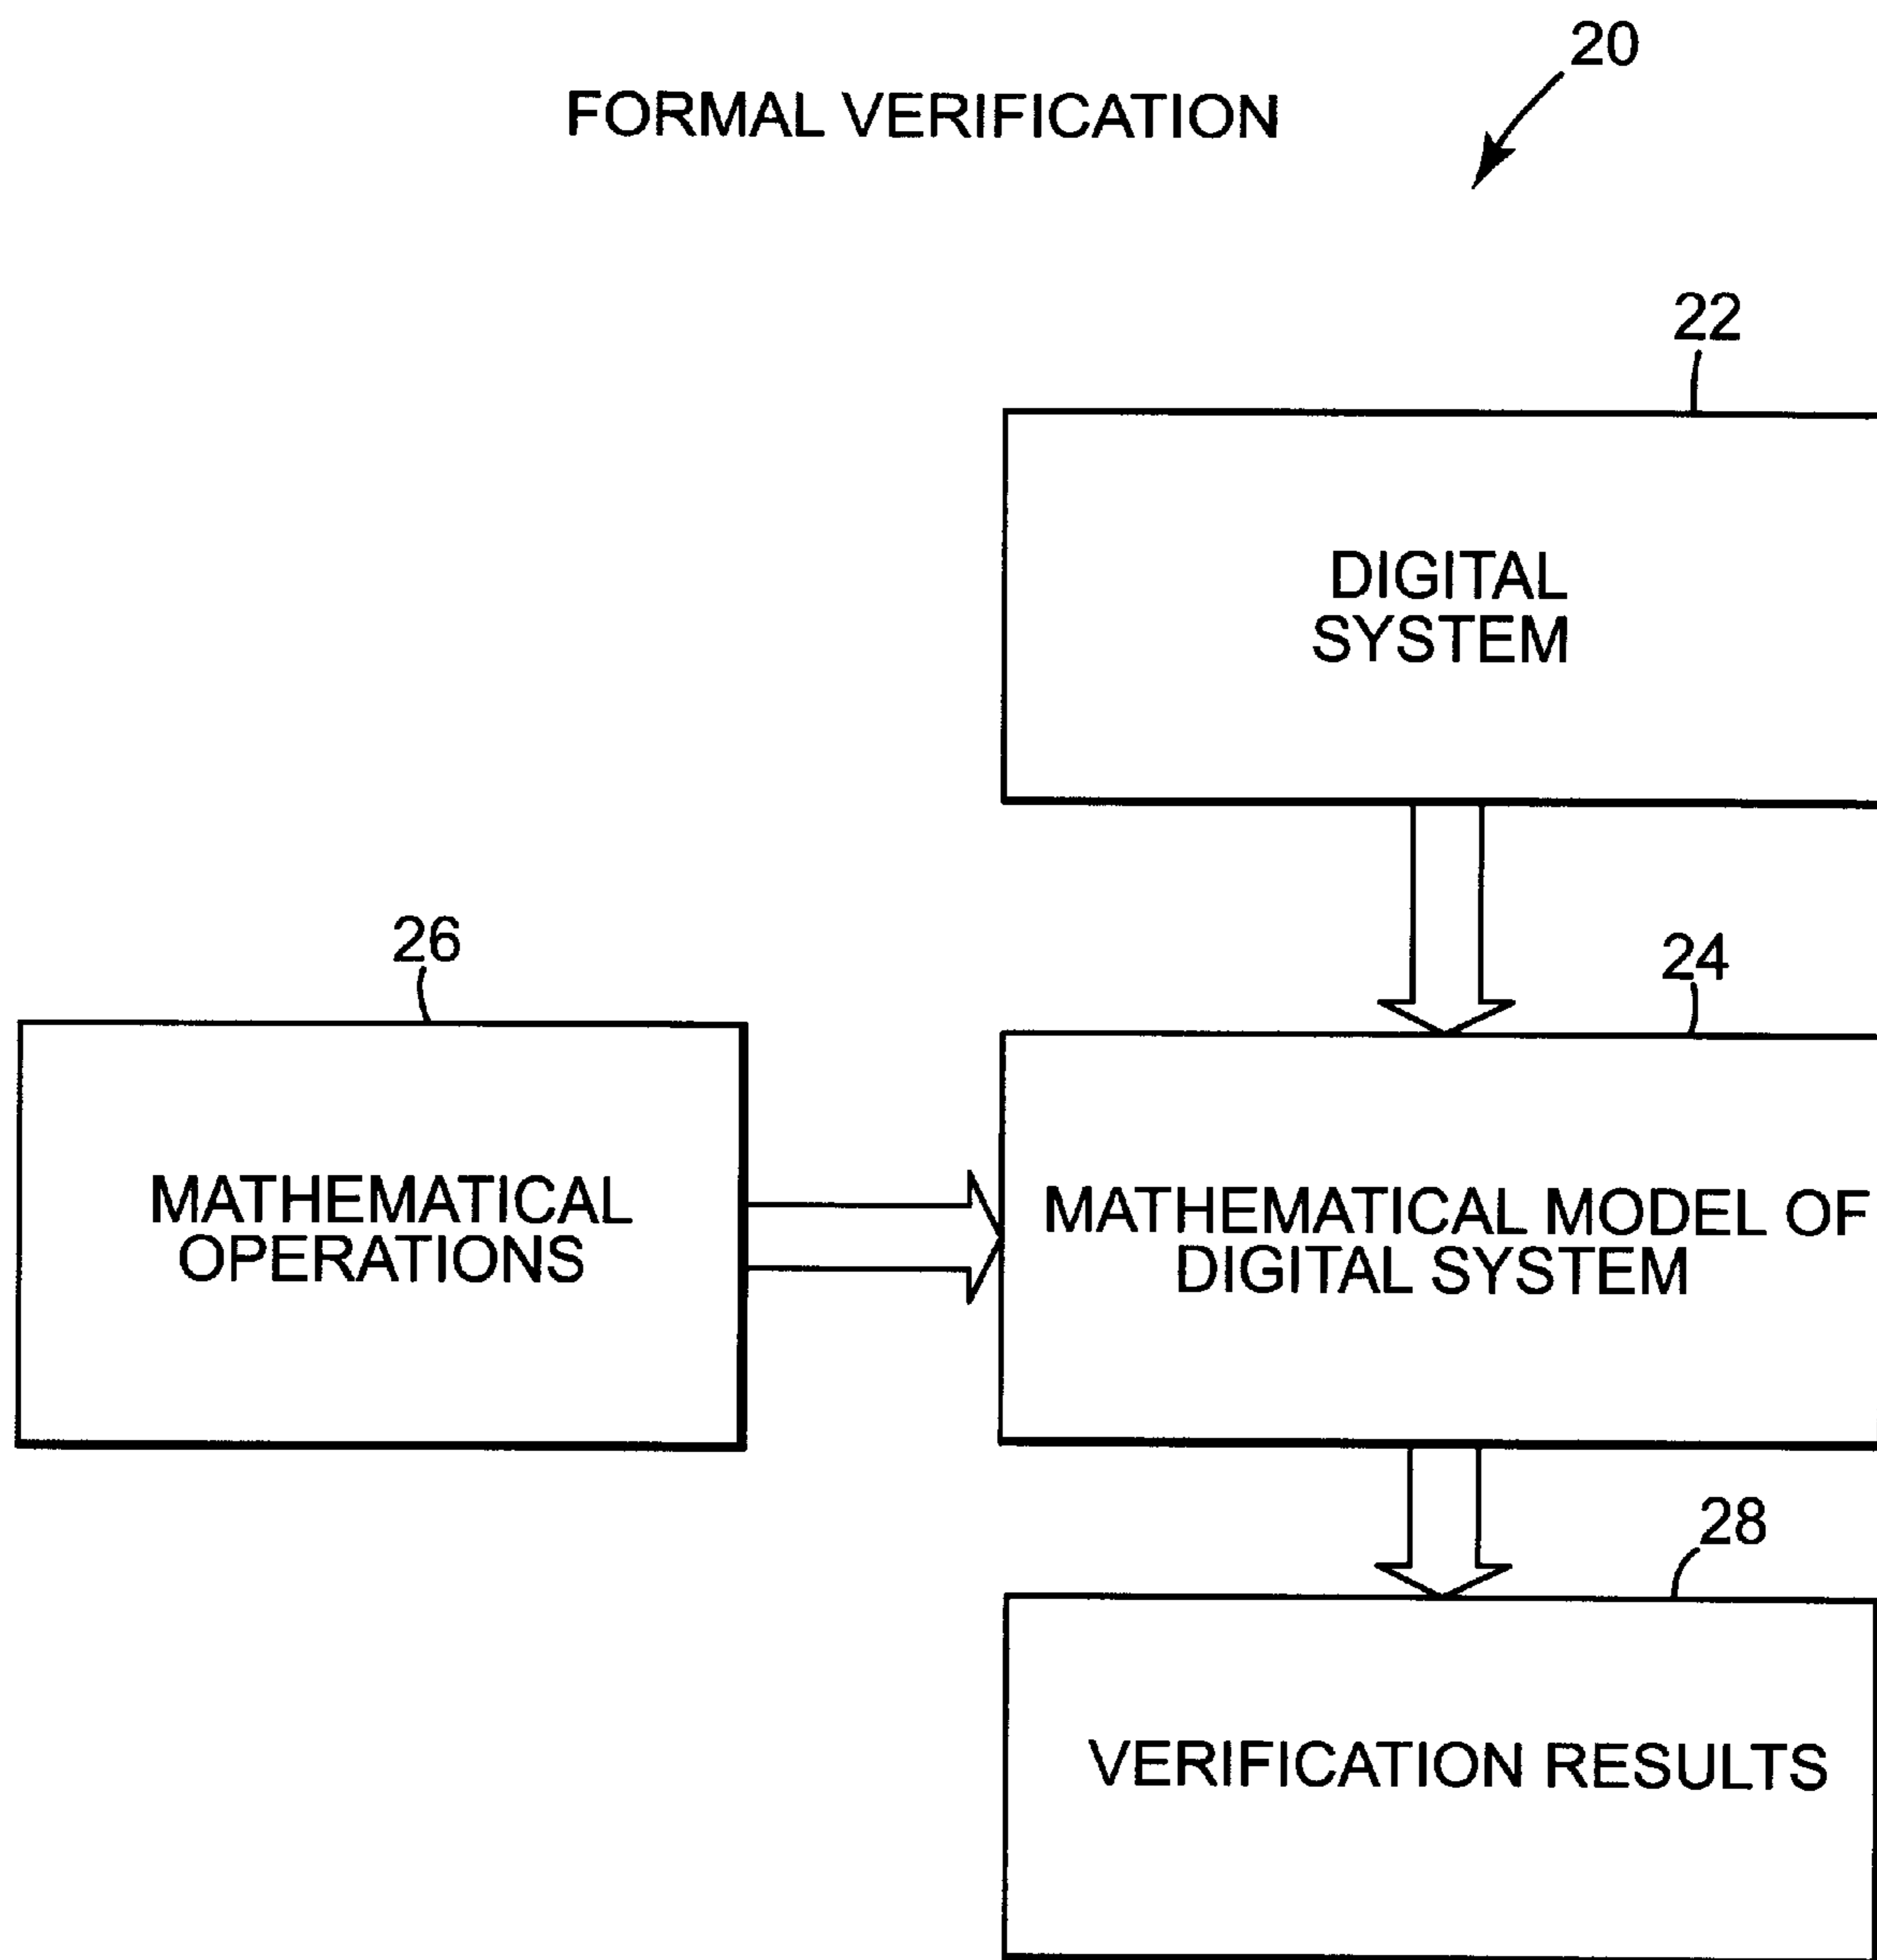 20
FORMAL VERIFICATION
22
DIGITAL
SYSTEM
26
24
MATHEMATICAL
OPERATIONS
MATHEMATICAL MODEL OF
DIGITAL SYSTEM
28
VERIFICATION RESULTS